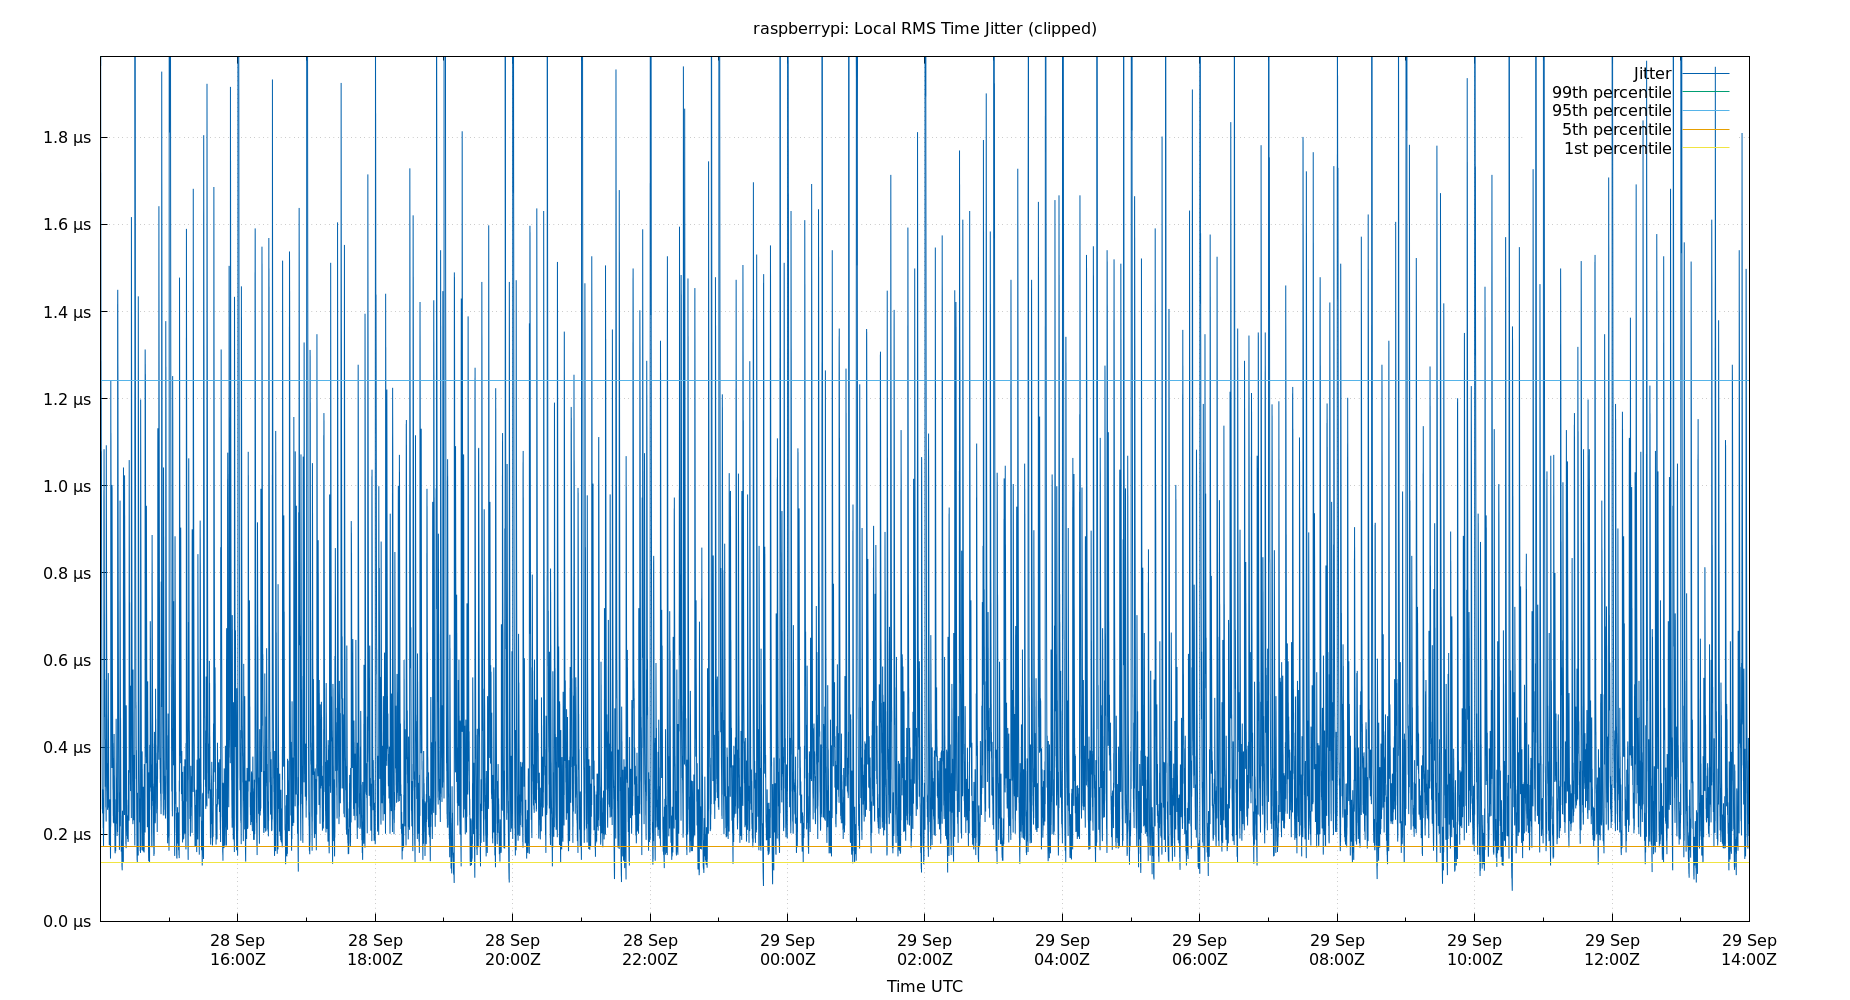 raspberrypi: Local RMS Time Jitter (clipped)
Jitter
99th percentile
95th percentile
5th percentile
1st percentile
1.8 µs
1.6 µs
1.4 µs
1.2 µs
1.0 µs
0.8 µs
0.6 µs
0.4 µs
0.2 µs
0.0 µs
28 Sep 28 Sep 28 Sep 28 Sep 29 Sep 29 Sep 29 Sep 29 Sep 29 Sep 29 Sep 29 Sep 29 Sep
16:00Z 18:00Z 20:00Z 22:00Z 00:00Z 02:00Z 04:00Z 06:00Z 08:00Z 10:00Z 12:00Z 14:00Z
Time UTC